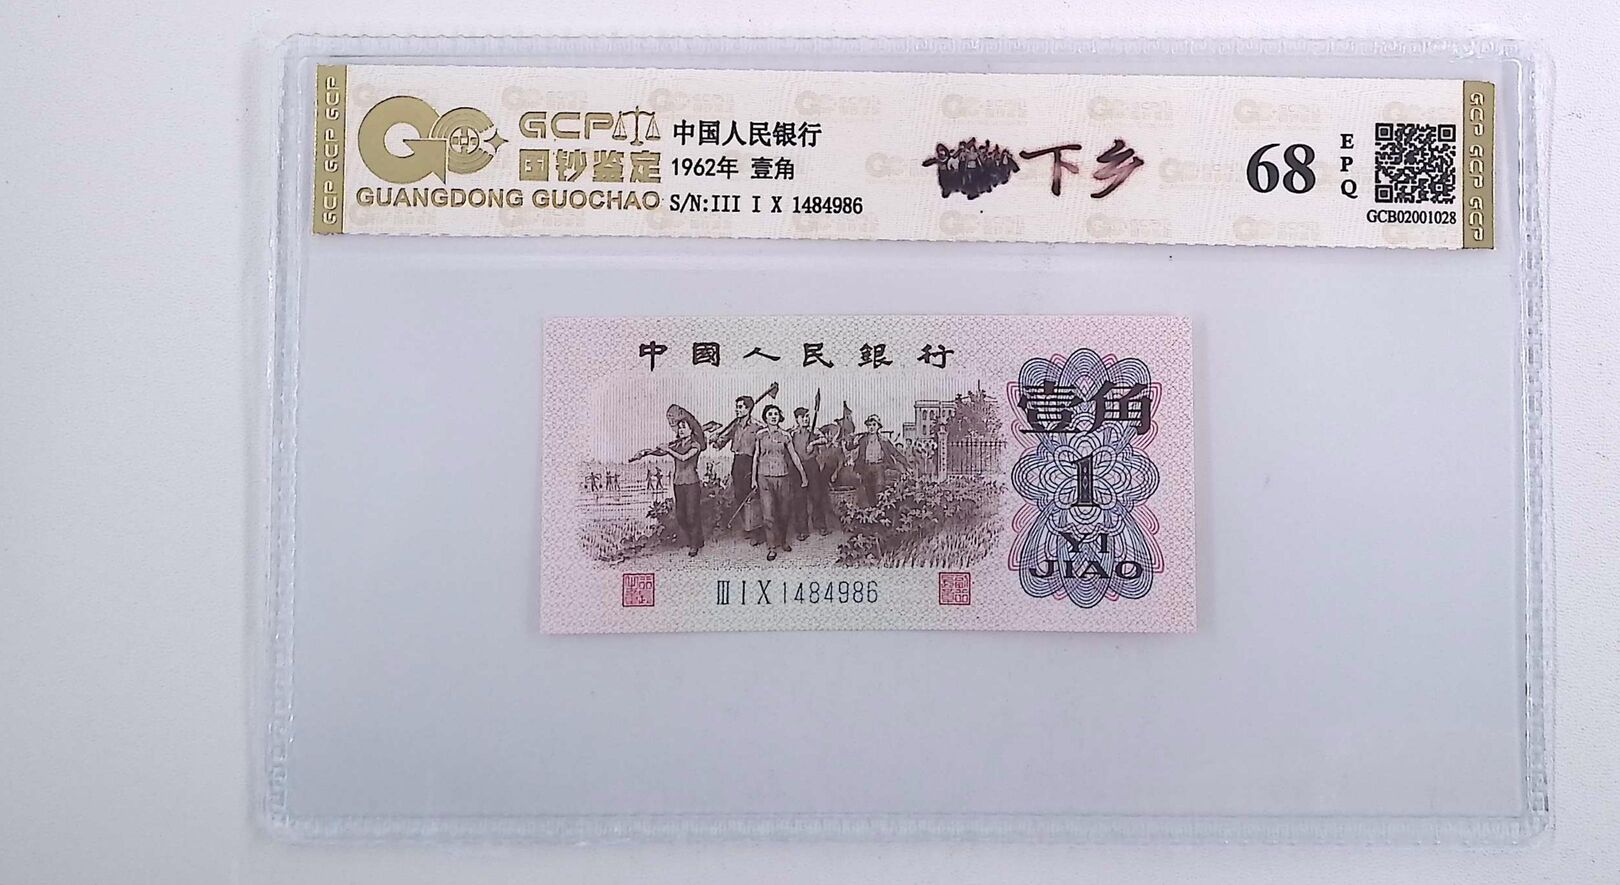 GCP
国钞鉴定
GUANGDONG GUOCHAO
中国人民银行
1962年 壹角
S/N:III I X 1484986
下乡
68
EPQ
GCB02001028
GCP GCP GCP
GCP GCP GCP
中國人民銀行
壹角
1
YI
JIAO
III I X 1484986